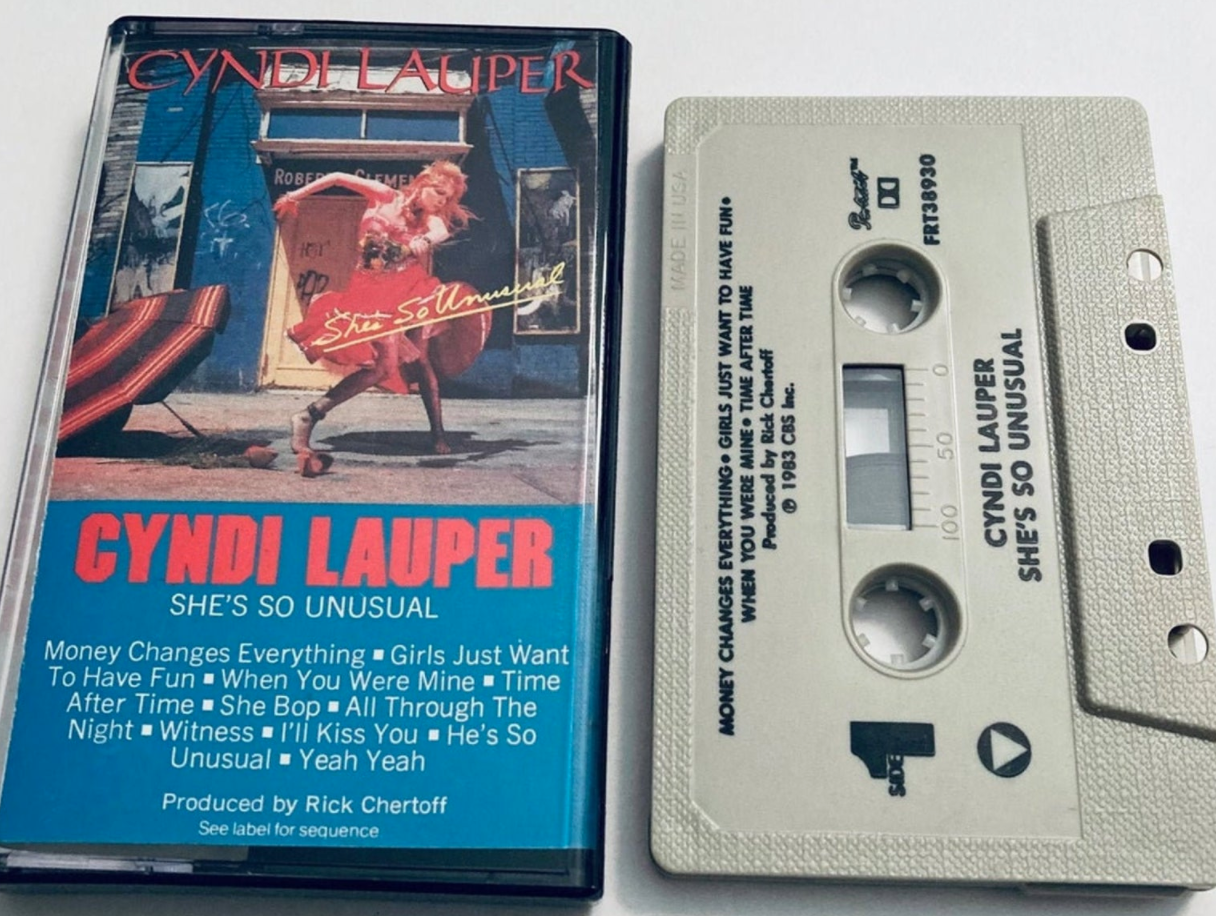 CYNDI LAUPER
ROBERT CLEMEN
She's So Unusual
CYNDI LAUPER
SHE'S SO UNUSUAL
Money Changes Everything ▪ Girls Just Want
To Have Fun ▪ When You Were Mine ▪ Time
After Time ▪ She Bop ▪ All Through The
Night ▪ Witness ▪ I'll Kiss You ▪ He's So
Unusual ▪ Yeah Yeah
Produced by Rick Chertoff
See label for sequence
MADE IN USA
MONEY CHANGES EVERYTHING • GIRLS JUST WANT TO HAVE FUN •
WHEN YOU WERE MINE • TIME AFTER TIME
Produced by Rick Chertoff
℗ 1983 CBS Inc.
Portrait™
FRT38930
0
50
100
SIDE 1
CYNDI LAUPER
SHE'S SO UNUSUAL